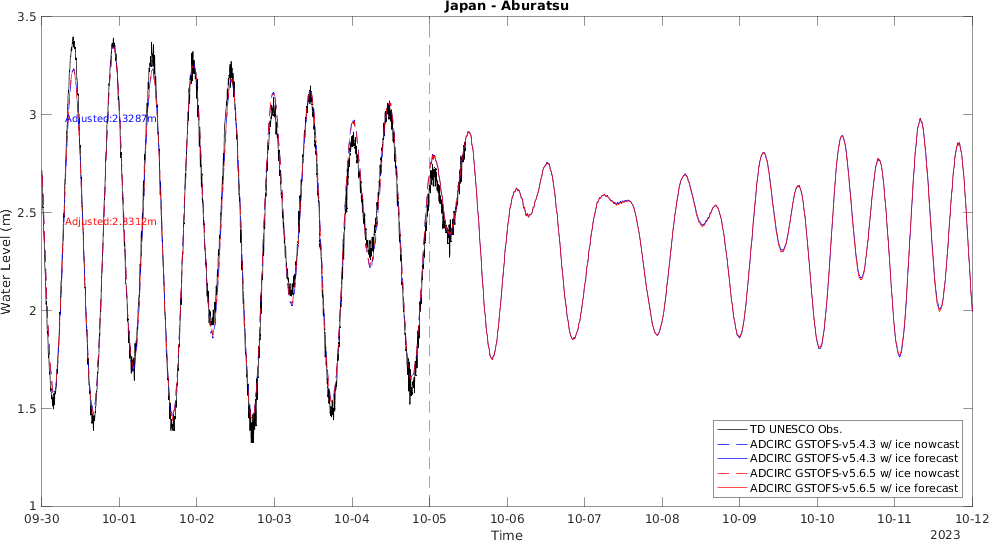 Japan - Aburatsu
3.5
3
2.5
2
1.5
1
Water Level (m)
Adjusted:2.3287m
Adjusted:2.3312m
TD UNESCO Obs.
ADCIRC GSTOFS-v5.4.3 w/ ice nowcast
ADCIRC GSTOFS-v5.4.3 w/ ice forecast
ADCIRC GSTOFS-v5.6.5 w/ ice nowcast
ADCIRC GSTOFS-v5.6.5 w/ ice forecast
09-30 10-01 10-02 10-03 10-04 10-05 10-06 10-07 10-08 10-09 10-10 10-11 10-12
Time
2023